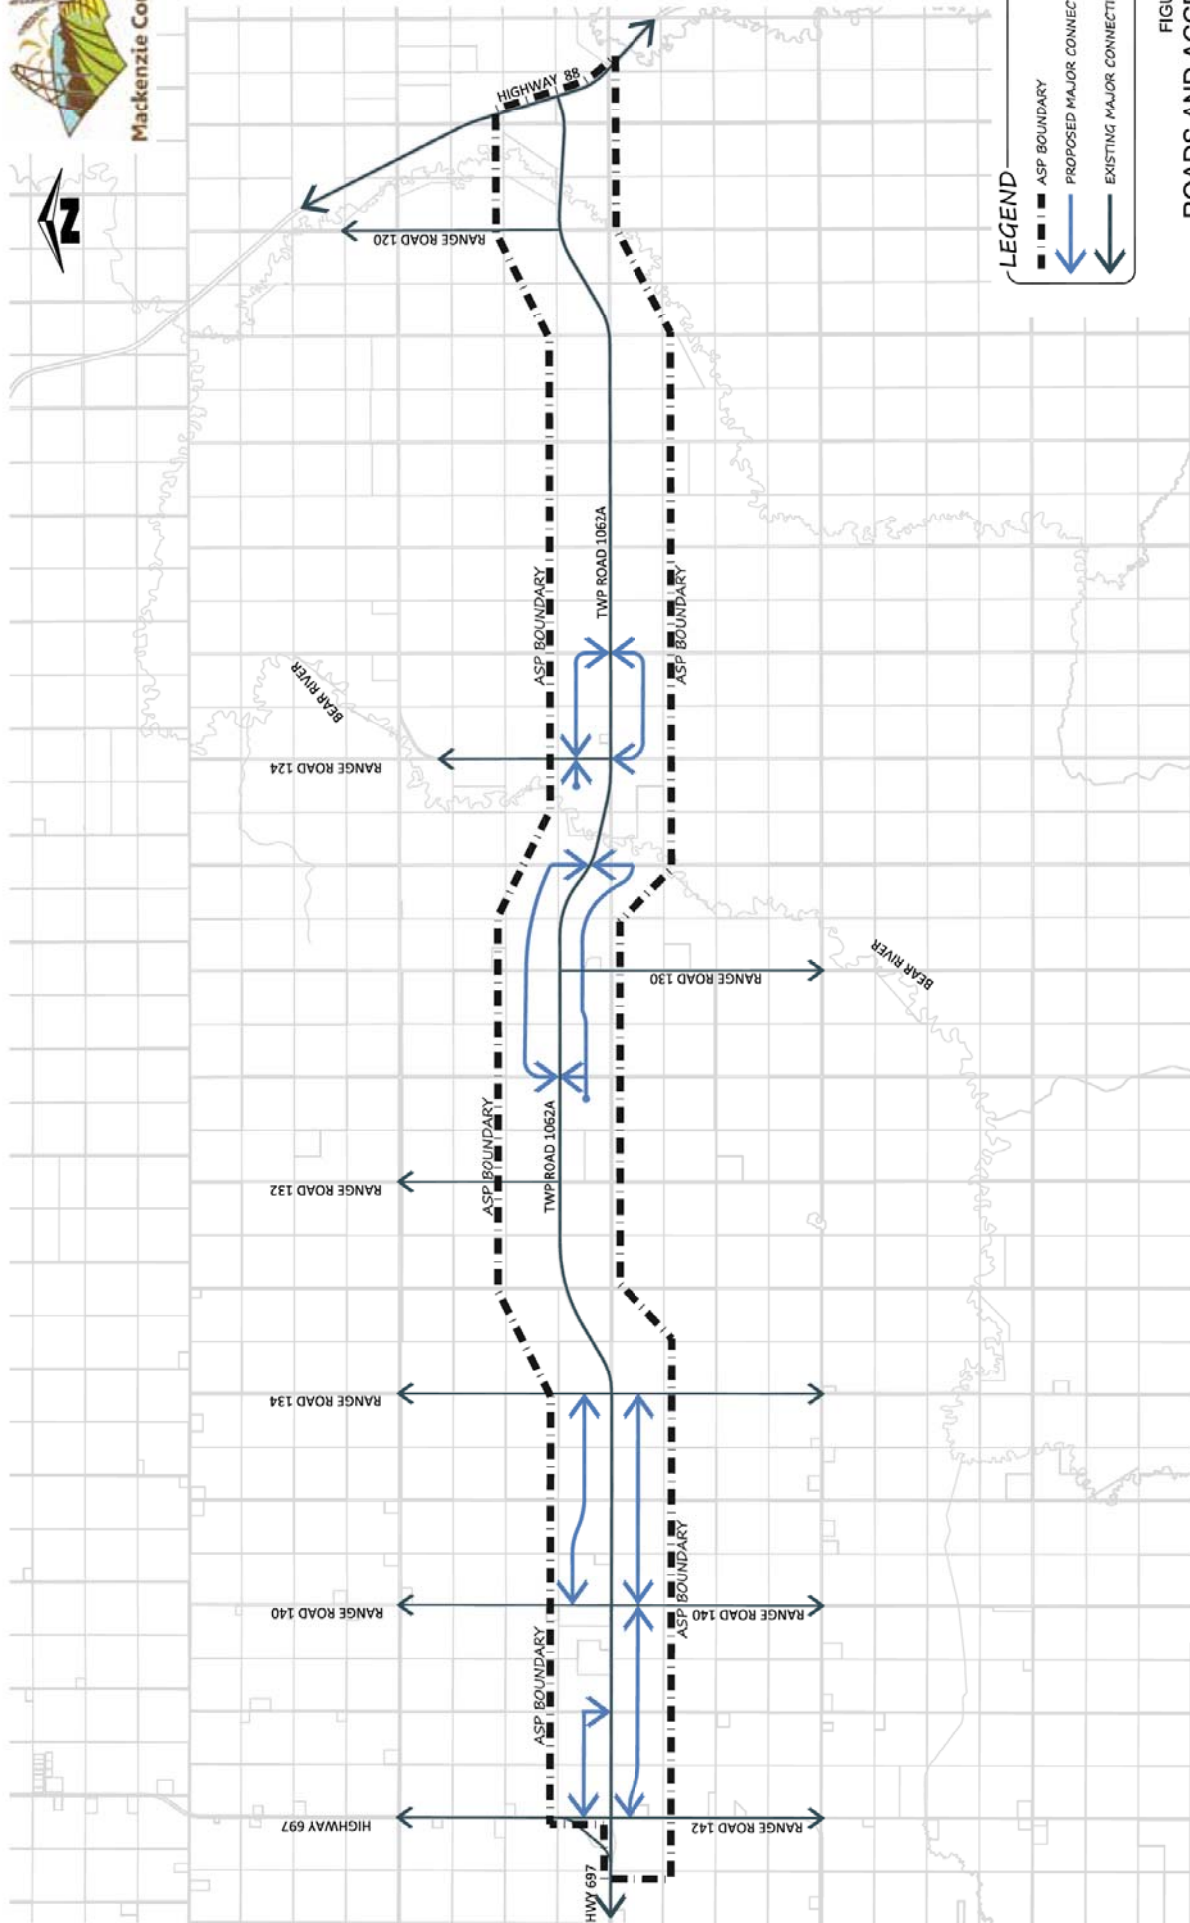 Mackenzie Co
N
HIGHWAY 697
RANGE ROAD 140
RANGE ROAD 134
RANGE ROAD 132
RANGE ROAD 124
BEAR RIVER
RANGE ROAD 120
HIGHWAY 88
ASP BOUNDARY
ASP BOUNDARY
ASP BOUNDARY
TWP ROAD 1062A
TWP ROAD 1062A
HWY 697
RANGE ROAD 142
RANGE ROAD 140
ASP BOUNDARY
RANGE ROAD 130
ASP BOUNDARY
BEAR RIVER
LEGEND
ASP BOUNDARY
PROPOSED MAJOR CONNEC
EXISTING MAJOR CONNECTI
FIGU
ROADS AND ACCE